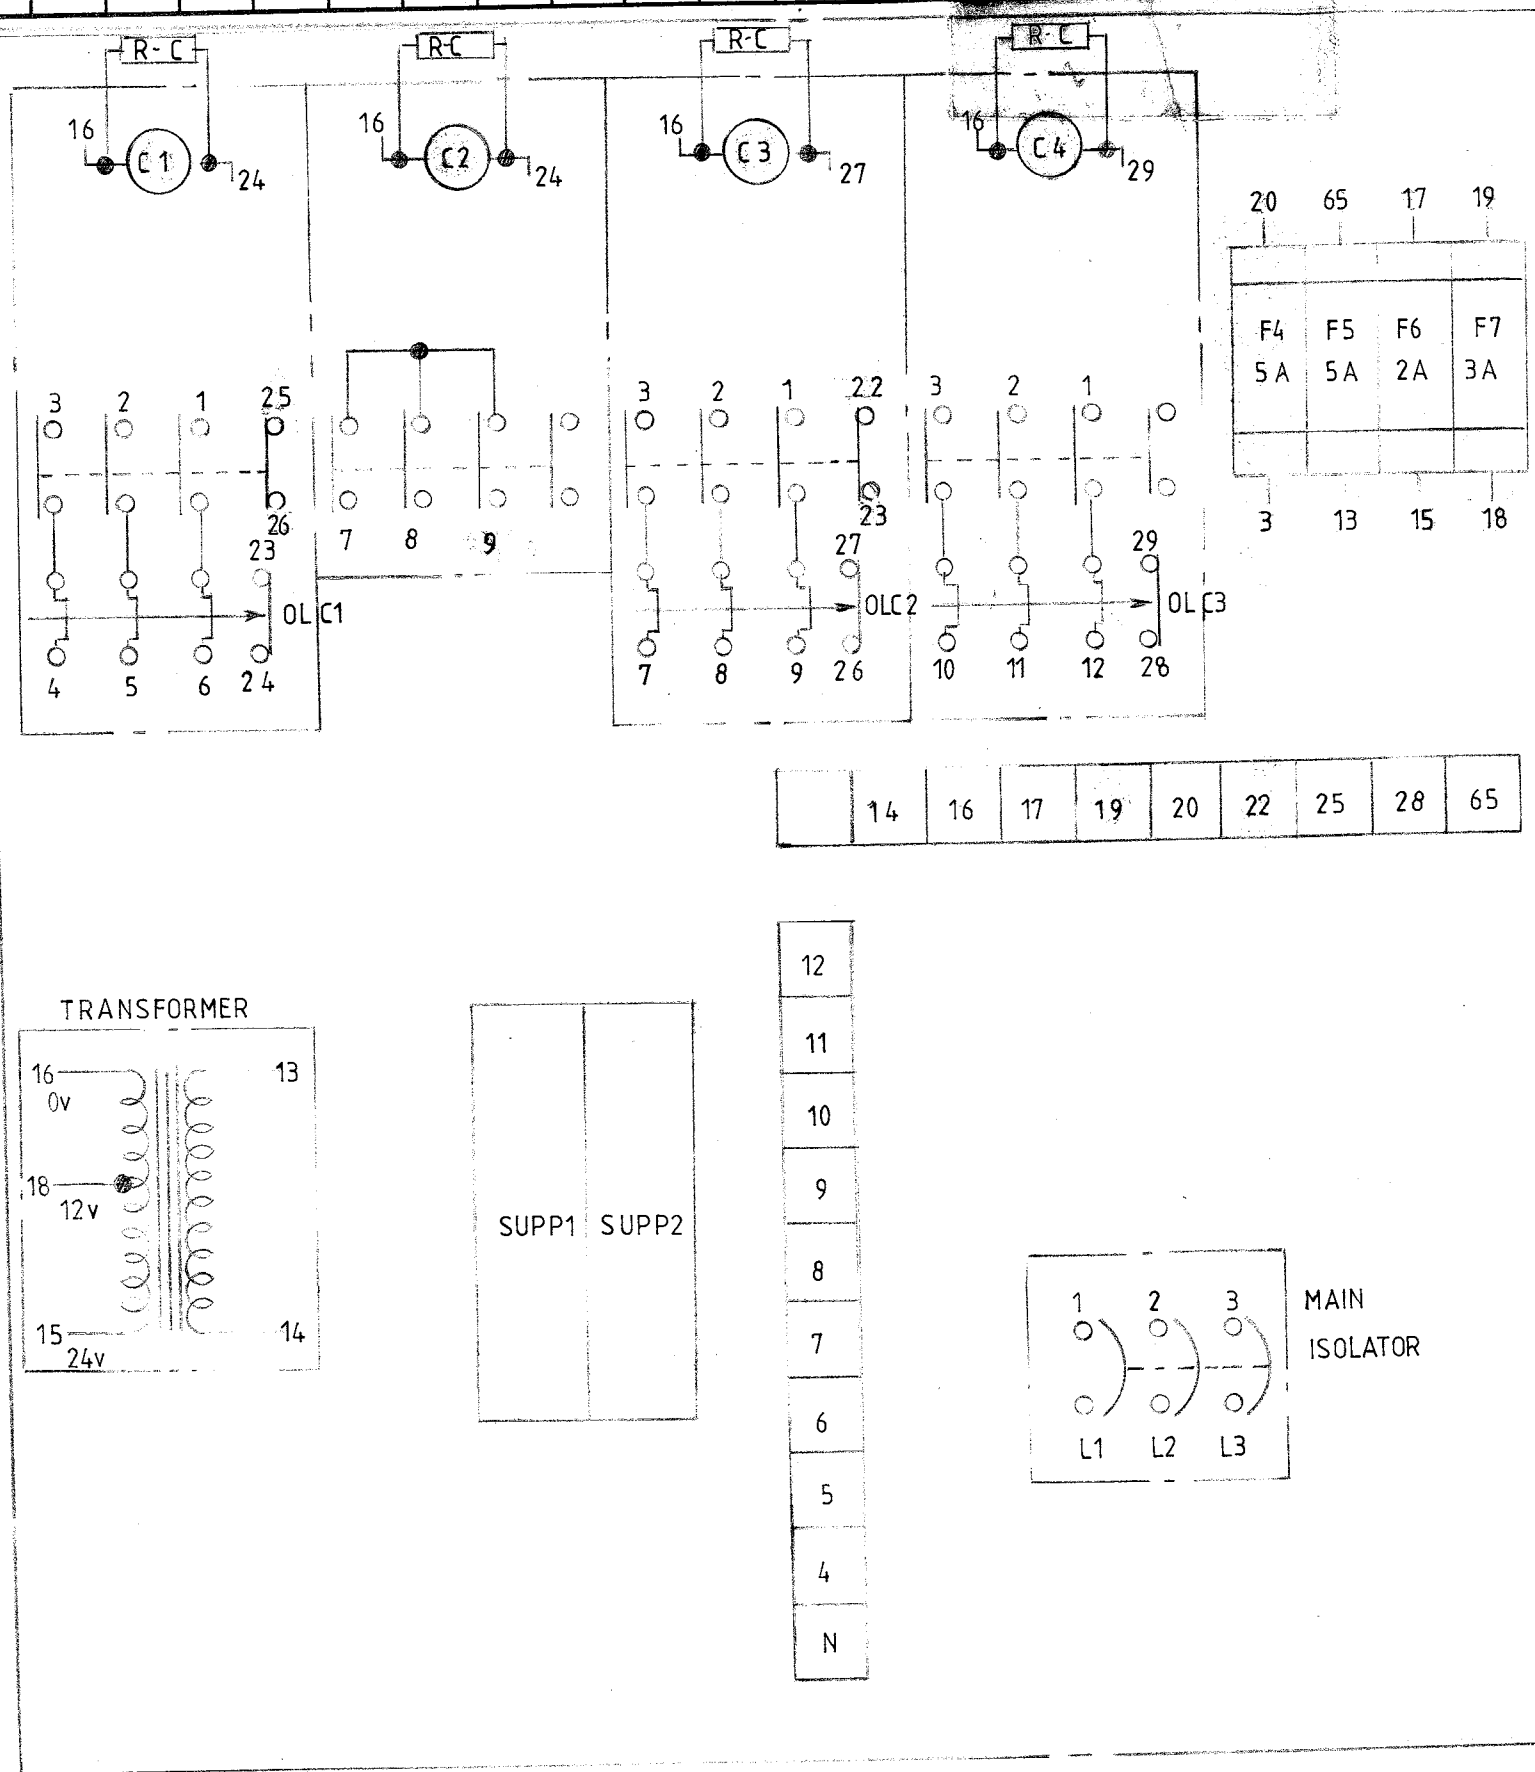 R-C R-C R-C R-C
16 C1 24 16 C2 24 16 C3 27 16 C4 29
20 65 17 19
F4 F5 F6 F7
5A 5A 2A 3A
3 13 15 18
3 2 1 25
26
23
OLC1
4 5 6 24
7 8 9
3 2 1 22
23
27
OLC2
7 8 9 26
3 2 1
29
OLC3
10 11 12 28
14 16 17 19 20 22 25 28 65
12
11
10
9
8
7
6
5
4
N
TRANSFORMER
16 13
0v
18
12v
15 14
24v
SUPP1 SUPP2
1 2 3
L1 L2 L3
MAIN
ISOLATOR